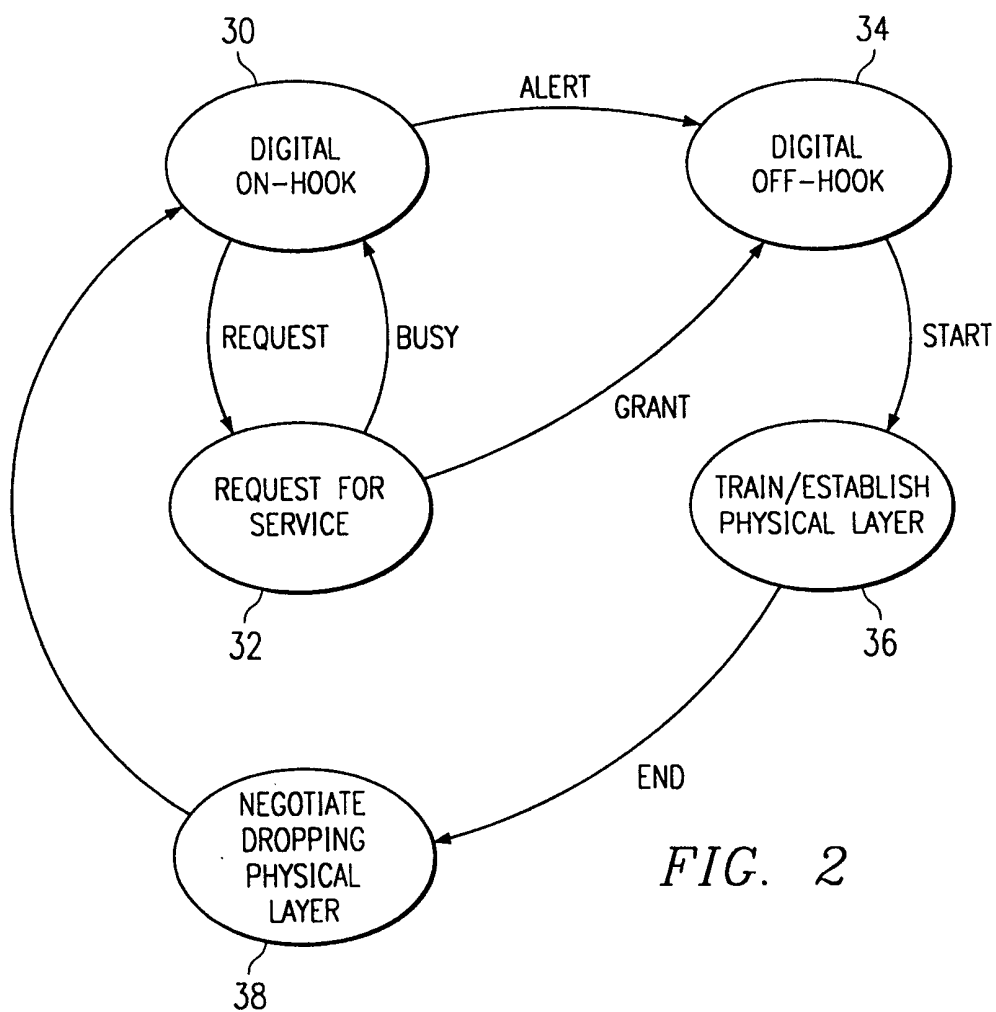 30
34
ALERT
DIGITAL
ON-HOOK
DIGITAL
OFF-HOOK
REQUEST
BUSY
START
GRANT
REQUEST FOR
SERVICE
TRAIN/ESTABLISH
PHYSICAL LAYER
32
36
END
NEGOTIATE
DROPPING
PHYSICAL
LAYER
FIG. 2
38